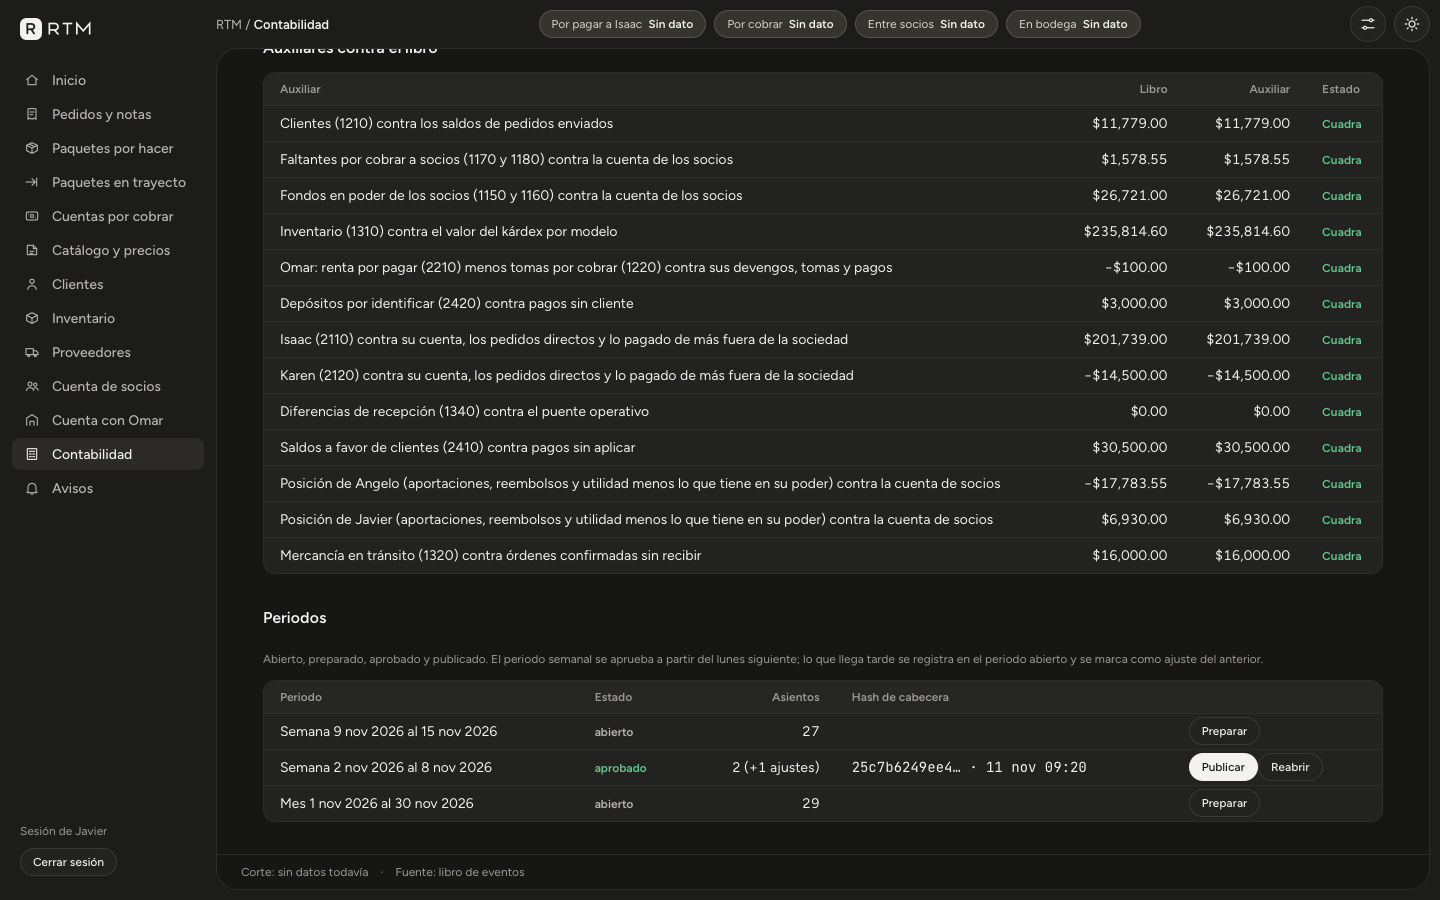 R RTM
RTM / Contabilidad
Por pagar a Isaac Sin dato
Por cobrar Sin dato
Entre socios Sin dato
En bodega Sin dato
Inicio
Pedidos y notas
Paquetes por hacer
Paquetes en trayecto
Cuentas por cobrar
Catálogo y precios
Clientes
Inventario
Proveedores
Cuenta de socios
Cuenta con Omar
Contabilidad
Avisos
Sesión de Javier
Cerrar sesión
Auxiliares contra el libro
Auxiliar Libro Auxiliar Estado
Clientes (1210) contra los saldos de pedidos enviados $11,779.00 $11,779.00 Cuadra
Faltantes por cobrar a socios (1170 y 1180) contra la cuenta de los socios $1,578.55 $1,578.55 Cuadra
Fondos en poder de los socios (1150 y 1160) contra la cuenta de los socios $26,721.00 $26,721.00 Cuadra
Inventario (1310) contra el valor del kárdex por modelo $235,814.60 $235,814.60 Cuadra
Omar: renta por pagar (2210) menos tomas por cobrar (1220) contra sus devengos, tomas y pagos −$100.00 −$100.00 Cuadra
Depósitos por identificar (2420) contra pagos sin cliente $3,000.00 $3,000.00 Cuadra
Isaac (2110) contra su cuenta, los pedidos directos y lo pagado de más fuera de la sociedad $201,739.00 $201,739.00 Cuadra
Karen (2120) contra su cuenta, los pedidos directos y lo pagado de más fuera de la sociedad −$14,500.00 −$14,500.00 Cuadra
Diferencias de recepción (1340) contra el puente operativo $0.00 $0.00 Cuadra
Saldos a favor de clientes (2410) contra pagos sin aplicar $30,500.00 $30,500.00 Cuadra
Posición de Angelo (aportaciones, reembolsos y utilidad menos lo que tiene en su poder) contra la cuenta de socios −$17,783.55 −$17,783.55 Cuadra
Posición de Javier (aportaciones, reembolsos y utilidad menos lo que tiene en su poder) contra la cuenta de socios $6,930.00 $6,930.00 Cuadra
Mercancía en tránsito (1320) contra órdenes confirmadas sin recibir $16,000.00 $16,000.00 Cuadra
Periodos
Abierto, preparado, aprobado y publicado. El periodo semanal se aprueba a partir del lunes siguiente; lo que llega tarde se registra en el periodo abierto y se marca como ajuste del anterior.
Periodo Estado Asientos Hash de cabecera
Semana 9 nov 2026 al 15 nov 2026 abierto 27 Preparar
Semana 2 nov 2026 al 8 nov 2026 aprobado 2 (+1 ajustes) 25c7b6249ee4… · 11 nov 09:20 Publicar Reabrir
Mes 1 nov 2026 al 30 nov 2026 abierto 29 Preparar
Corte: sin datos todavía · Fuente: libro de eventos